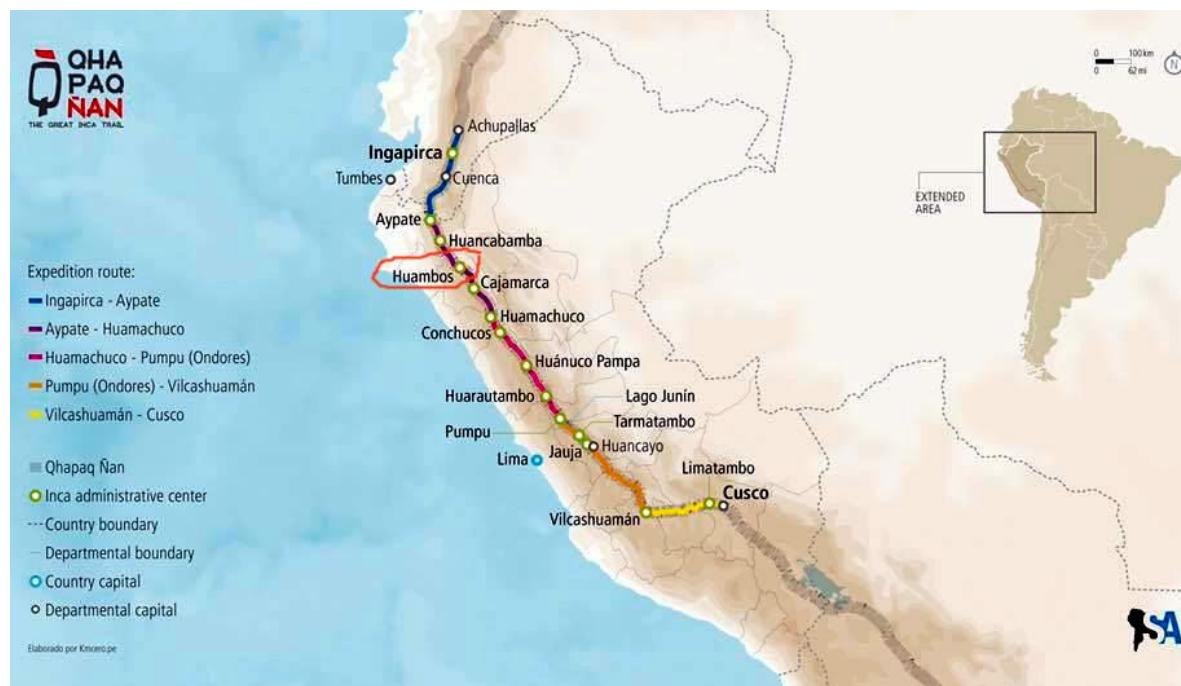 QHA
PAQ
ÑAN
THE GREAT INCA TRAIL
0 100 km
0 62 mi
N
EXTENDED
AREA
Achupallas
Ingapirca
Tumbes
Cuenca
Aypate
Huancabamba
Huambos
Cajamarca
Huamachuco
Conchucos
Huánuco Pampa
Huarautambo
Lago Junín
Tarmatambo
Pumpu
Jauja
Huancayo
Lima
Limatambo
Cusco
Vilcashuamán
Expedition route:
Ingapirca - Aypate
Aypate - Huamachuco
Huamachuco - Pumpu (Ondores)
Pumpu (Ondores) - Vilcashuamán
Vilcashuamán - Cusco
Qhapaq Ñan
Inca administrative center
Country boundary
Departmental boundary
Country capital
Departmental capital
Elaborado por Kmcero.pe
SA